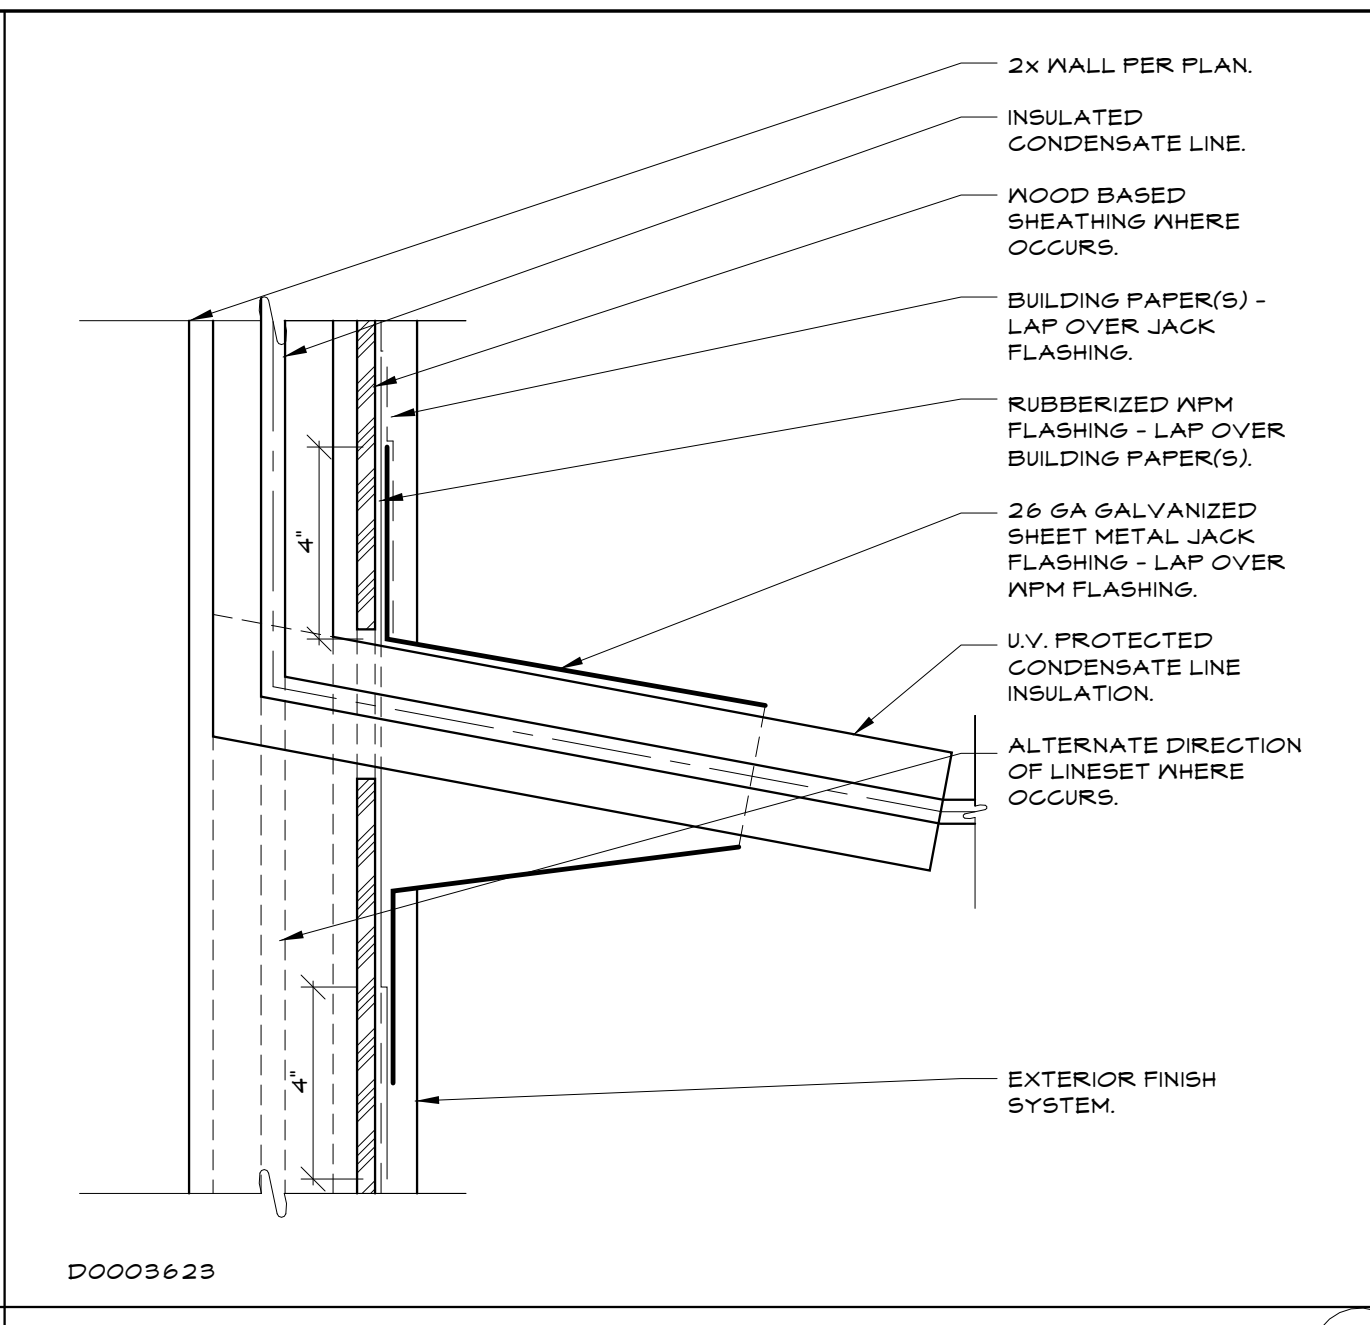 2x WALL PER PLAN.
INSULATED
CONDENSATE LINE.
WOOD BASED
SHEATHING WHERE
OCCURS.
BUILDING PAPER(S) -
LAP OVER JACK
FLASHING.
RUBBERIZED WPM
FLASHING - LAP OVER
BUILDING PAPER(S).
26 GA GALVANIZED
SHEET METAL JACK
FLASHING - LAP OVER
WPM FLASHING.
U.V. PROTECTED
CONDENSATE LINE
INSULATION.
ALTERNATE DIRECTION
OF LINESET WHERE
OCCURS.
EXTERIOR FINISH
SYSTEM.
4"
4"
D0003623